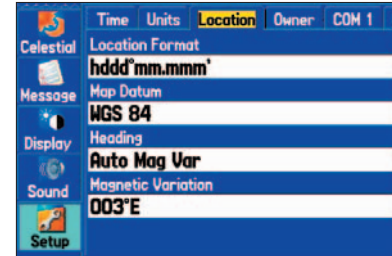 Time Units Location Owner COM 1
Celestial
Location Format
hddd°mm.mmm'
Message
Map Datum
WGS 84
Display
Heading
Auto Mag Var
Sound
Magnetic Variation
003°E
Setup